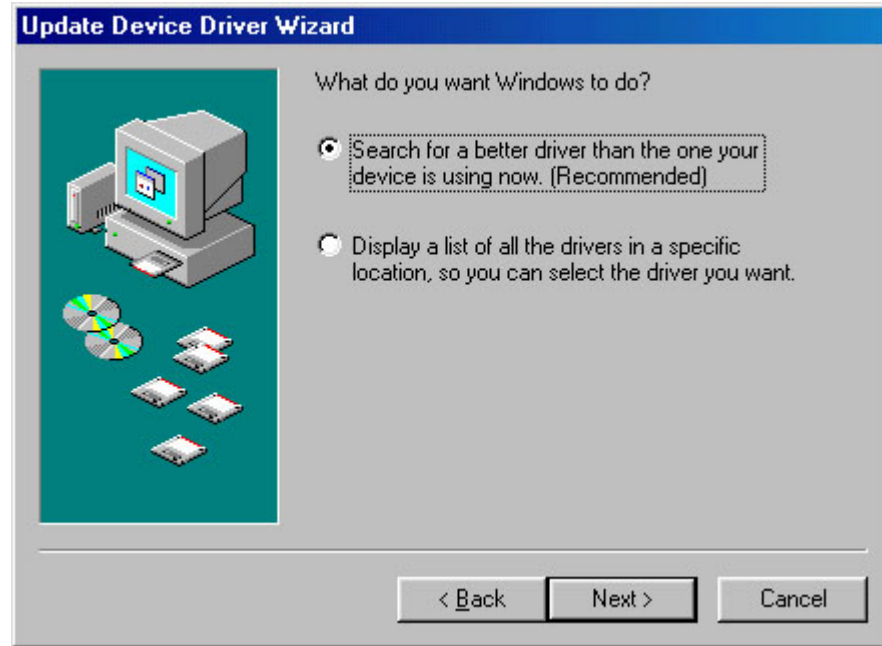 Update Device Driver Wizard
What do you want Windows to do?
Search for a better driver than the one your
device is using now. (Recommended)
Display a list of all the drivers in a specific
location, so you can select the driver you want.
< Back
Next >
Cancel